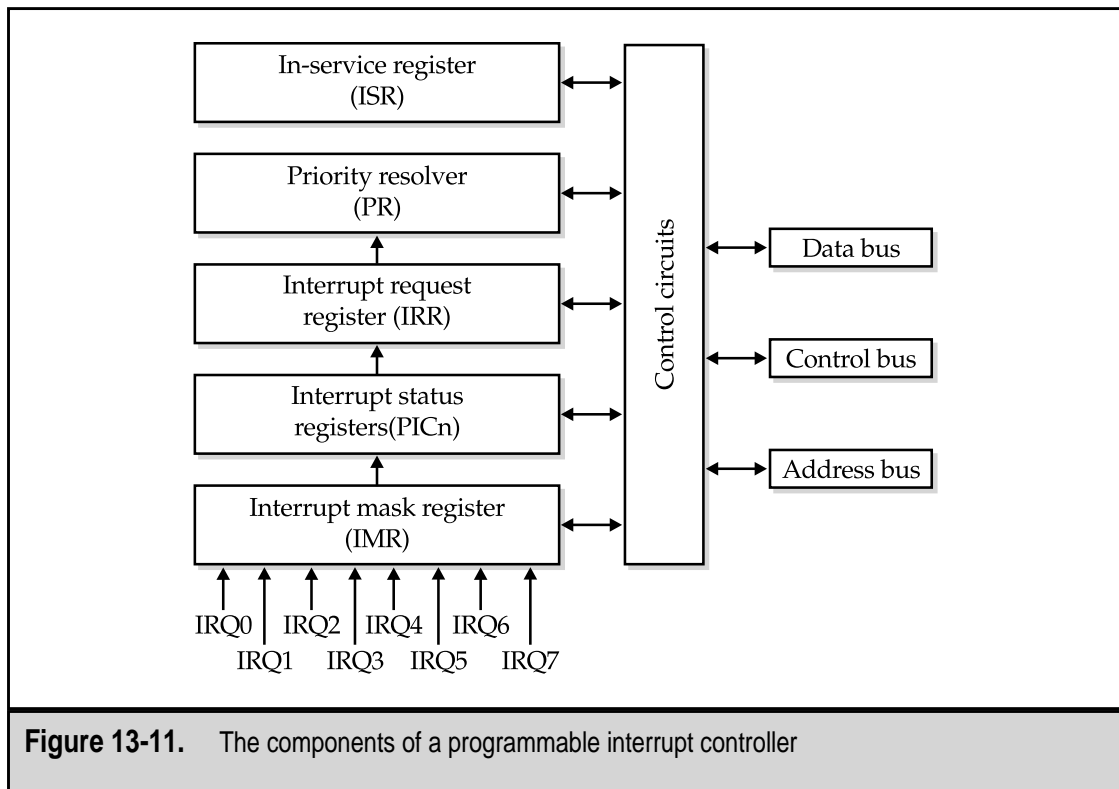 In-service register
(ISR)
Priority resolver
(PR)
Interrupt request
register (IRR)
Interrupt status
registers(PICn)
Interrupt mask register
(IMR)
Control circuits
Data bus
Control bus
Address bus
IRQ0
IRQ1
IRQ2
IRQ3
IRQ4
IRQ5
IRQ6
IRQ7
Figure 13-11. The components of a programmable interrupt controller